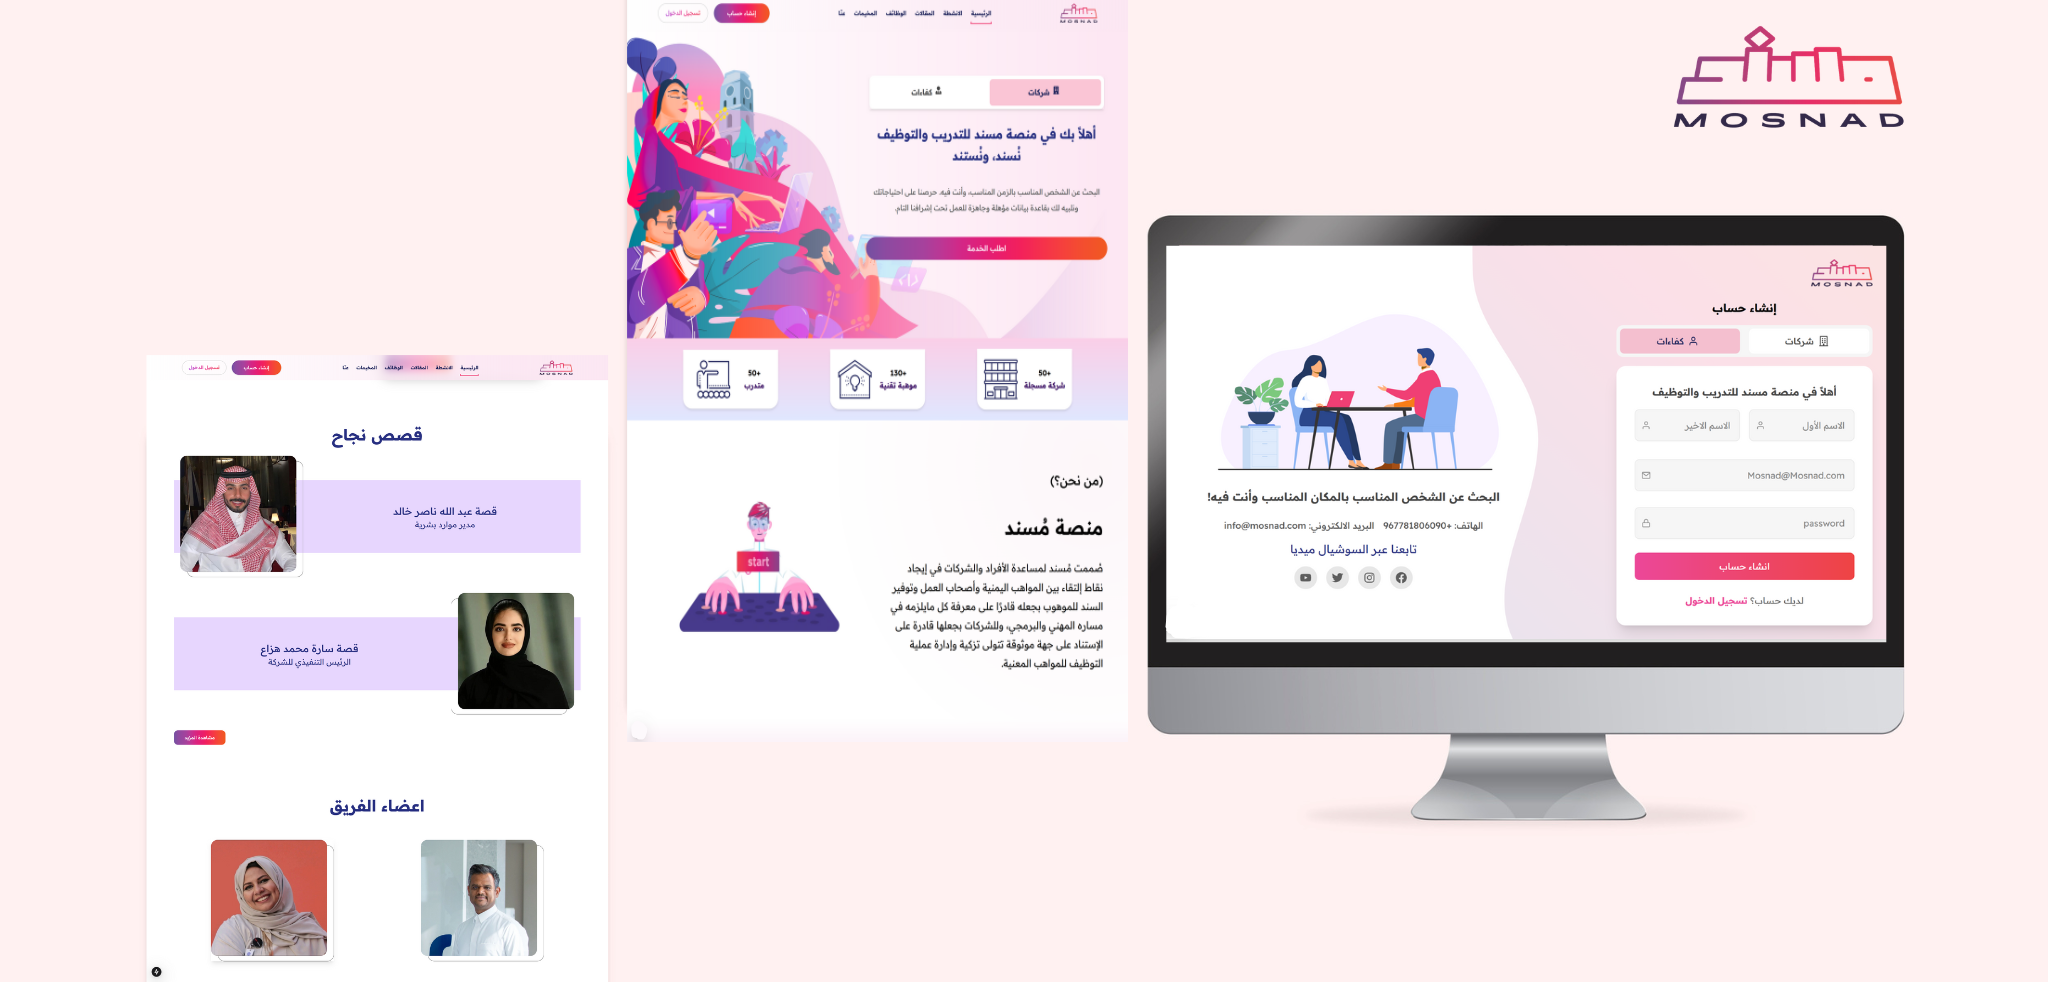 MOSNAD
MOSNAD
الرئيسية
الانشطة
المقالات
الوظائف
المخيمات
عنّا
إنشاء حساب
تسجيل الدخول
شركات
كفاءات
أهلاً بك في منصة مسند للتدريب والتوظيف
نُسند، ونُستند
البحث عن الشخص المناسب بالزمن المناسب، وأنت فيه. حرصنا على احتياجاتك
ونلبيه لك بقاعدة بيانات مؤهلة وجاهزة للعمل تحت إشرافنا التام.
اطلب الخدمة
+50
شركة مسجلة
+130
موهبة تقنية
+50
متدرب
(من نحن؟)
منصة مُسند
start
صُممت مُسند لمساعدة الأفراد والشركات في إيجاد
نقاط إلتقاء بين المواهب اليمنية وأصحاب العمل وتوفير
السند للموهوب بجعله قادرًا على معرفة كل مايلزمه في
مساره المهني والبرمجي، وللشركات بجعلها قادرة على
الإستناد على جهة موثوقة تتولى تزكية وإدارة عملية
التوظيف للمواهب المعنية.
MOSNAD
إنشاء حساب
شركات
كفاءات
أهلاً في منصة مسند للتدريب والتوظيف
الاسم الأول
الاسم الاخير
Mosnad@Mosnad.com
password
انشاء حساب
لديك حساب؟ تسجيل الدخول
البحث عن الشخص المناسب بالمكان المناسب وأنت فيه!
الهاتف: +967781806090 البريد الالكتروني: info@mosnad.com
تابعنا عبر السوشيال ميديا
MOSNAD
الرئيسية
الانشطة
المقالات
الوظائف
المخيمات
عنّا
إنشاء حساب
تسجيل الدخول
قصص نجاح
قصة عبد الله ناصر خالد
مدير موارد بشرية
قصة سارة محمد هزاع
الرئيس التنفيذي للشركة
مشاهدة المزيد
اعضاء الفريق